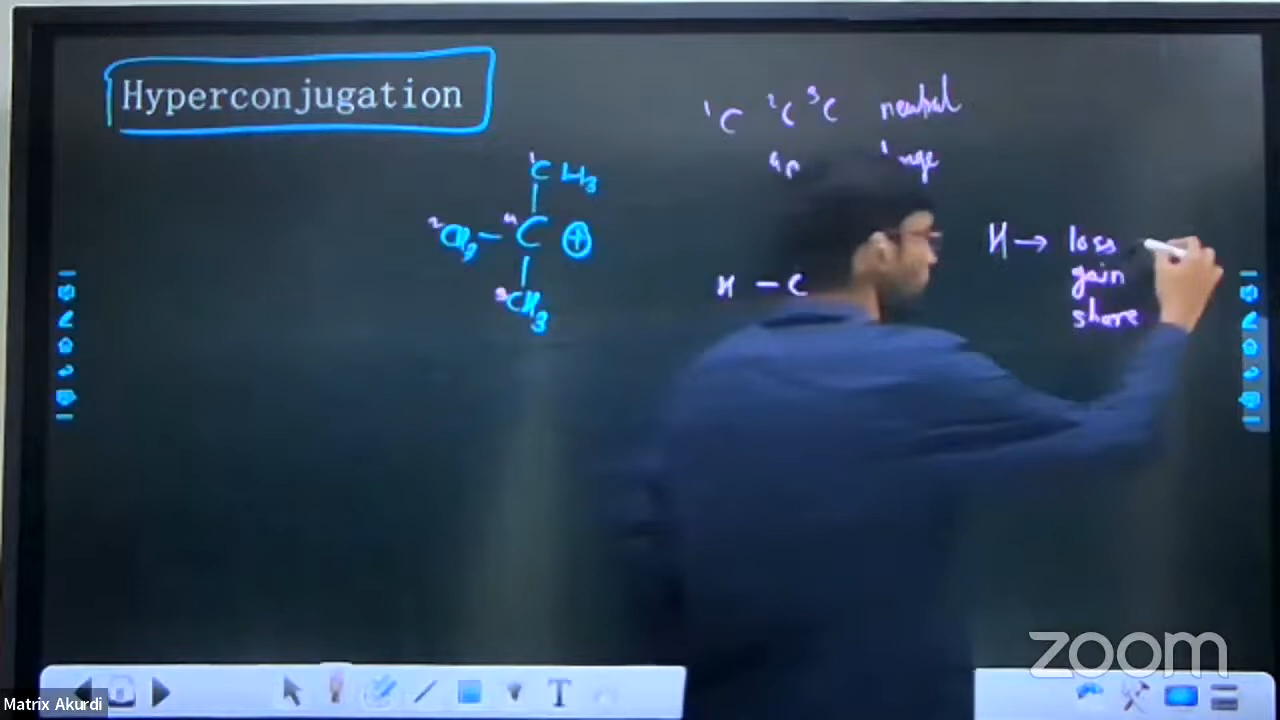 Hyperconjugation
1C 2C 3C neutral
1CH3
2CH3 - 4C ⊕
3CH3
H → loss
gain
share
H - C
zoom
Matrix Akurdi